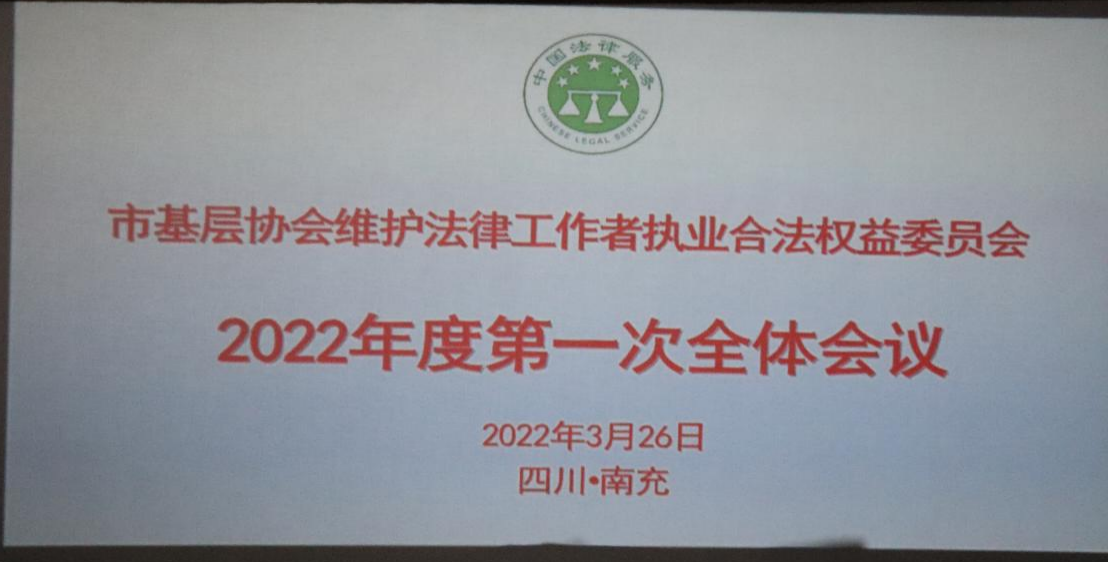 中国法律服务
CHINESE LEGAL SERVICE
市基层协会维护法律工作者执业合法权益委员会
2022年度第一次全体会议
2022年3月26日
四川•南充